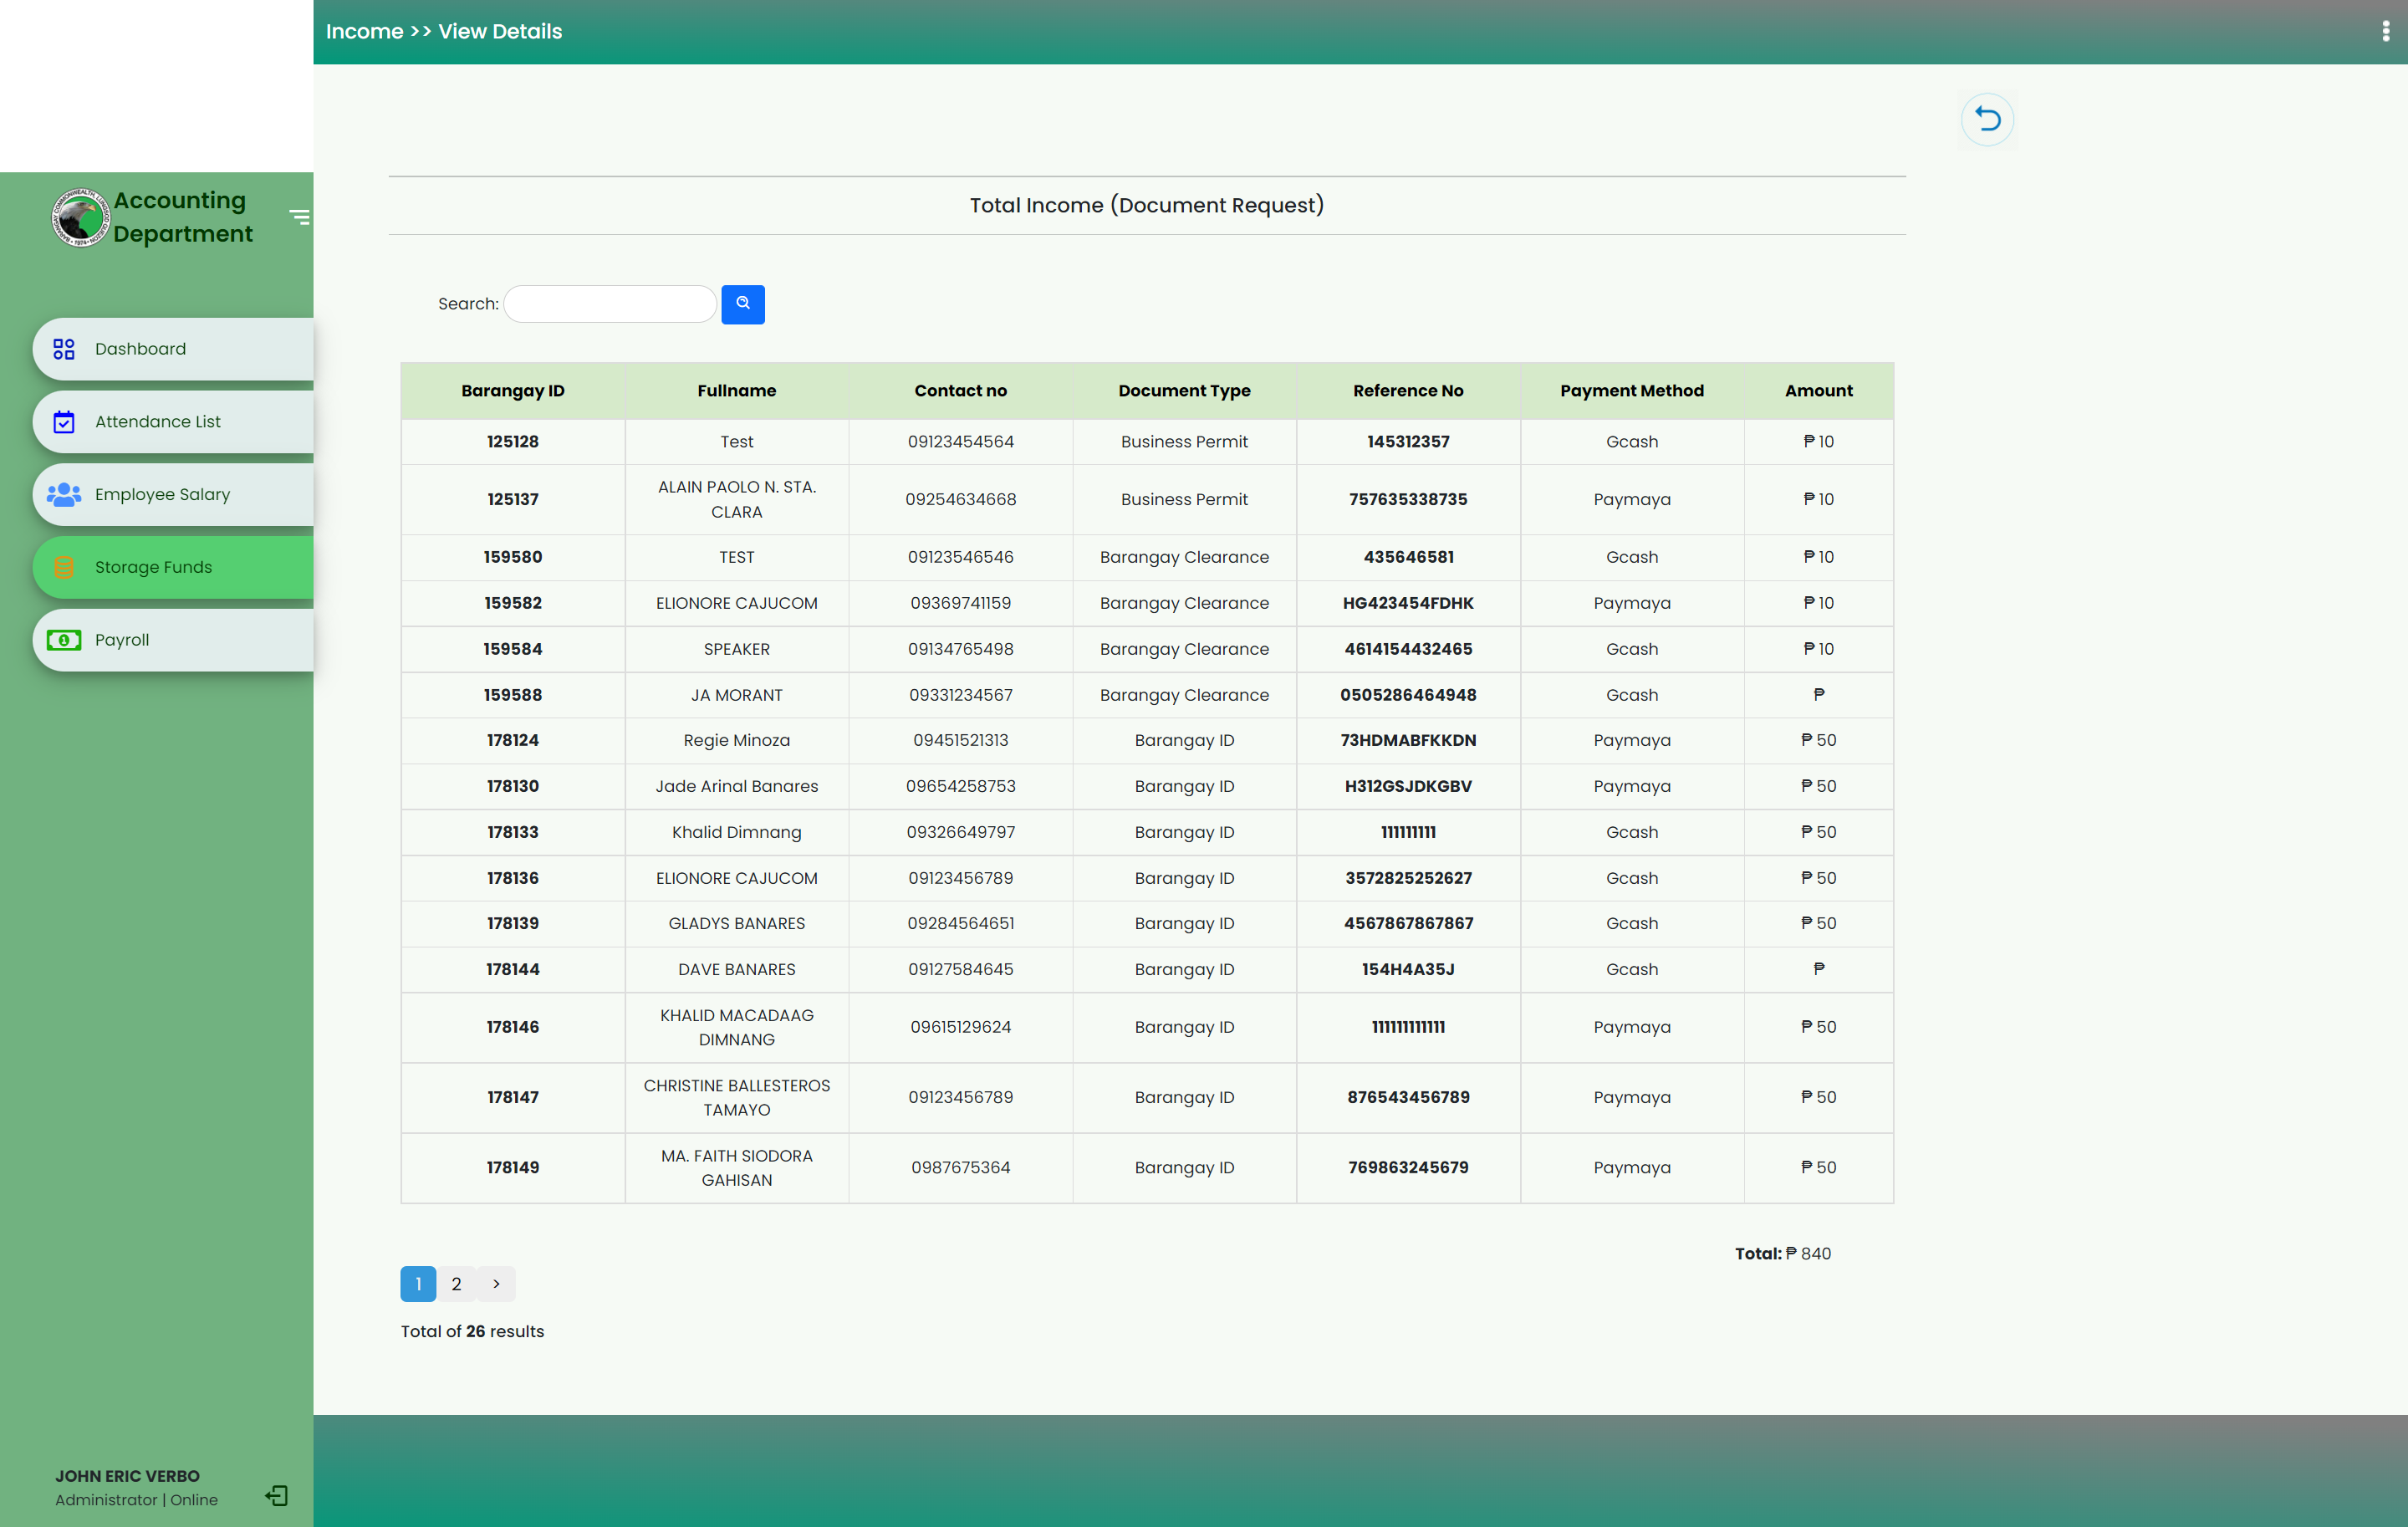 Income >> View Details
Accounting
Department
Dashboard
Attendance List
Employee Salary
Storage Funds
Payroll
Total Income (Document Request)
Search:
Barangay ID Fullname Contact no Document Type Reference No Payment Method Amount
125128 Test 09123454564 Business Permit 145312357 Gcash ₱ 10
125137 ALAIN PAOLO N. STA. CLARA 09254634668 Business Permit 757635338735 Paymaya ₱ 10
159580 TEST 09123546546 Barangay Clearance 435646581 Gcash ₱ 10
159582 ELIONORE CAJUCOM 09369741159 Barangay Clearance HG423454FDHK Paymaya ₱ 10
159584 SPEAKER 09134765498 Barangay Clearance 4614154432465 Gcash ₱ 10
159588 JA MORANT 09331234567 Barangay Clearance 0505286464948 Gcash ₱
178124 Regie Minoza 09451521313 Barangay ID 73HDMABFKKDN Paymaya ₱ 50
178130 Jade Arinal Banares 09654258753 Barangay ID H312GSJDKGBV Paymaya ₱ 50
178133 Khalid Dimnang 09326649797 Barangay ID 111111111 Gcash ₱ 50
178136 ELIONORE CAJUCOM 09123456789 Barangay ID 3572825252627 Gcash ₱ 50
178139 GLADYS BANARES 09284564651 Barangay ID 4567867867867 Gcash ₱ 50
178144 DAVE BANARES 09127584645 Barangay ID 154H4A35J Gcash ₱
178146 KHALID MACADAAG DIMNANG 09615129624 Barangay ID 111111111111 Paymaya ₱ 50
178147 CHRISTINE BALLESTEROS TAMAYO 09123456789 Barangay ID 876543456789 Paymaya ₱ 50
178149 MA. FAITH SIODORA GAHISAN 0987675364 Barangay ID 769863245679 Paymaya ₱ 50
Total: ₱ 840
1 2 >
Total of 26 results
JOHN ERIC VERBO
Administrator | Online